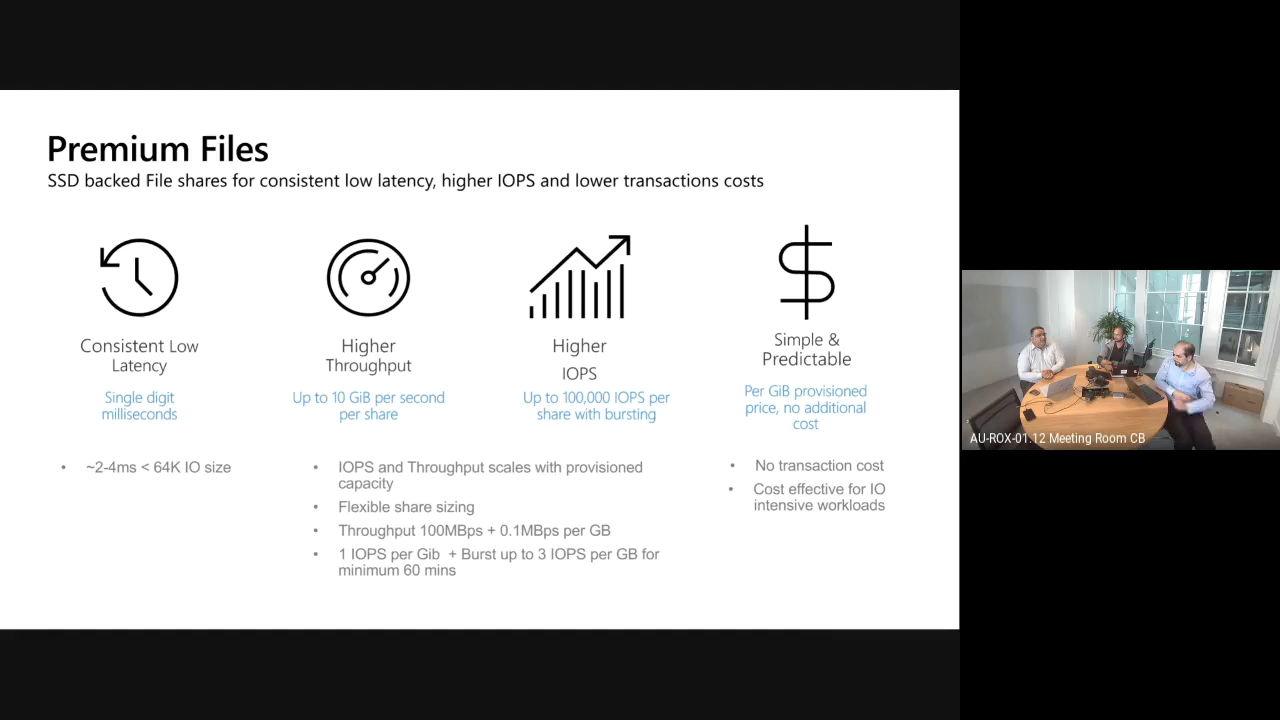 Premium Files
SSD backed File shares for consistent low latency, higher IOPS and lower transactions costs
Consistent Low
Latency
Single digit
milliseconds
• ~2-4ms < 64K IO size
Higher
Throughput
Up to 10 GiB per second
per share
Higher
IOPS
Up to 100,000 IOPS per
share with bursting
• IOPS and Throughput scales with provisioned
capacity
• Flexible share sizing
• Throughput 100MBps + 0.1MBps per GB
• 1 IOPS per Gib + Burst up to 3 IOPS per GB for
minimum 60 mins
Simple &
Predictable
Per GiB provisioned
price, no additional
cost
• No transaction cost
• Cost effective for IO
intensive workloads
AU-ROX-01.12 Meeting Room CB